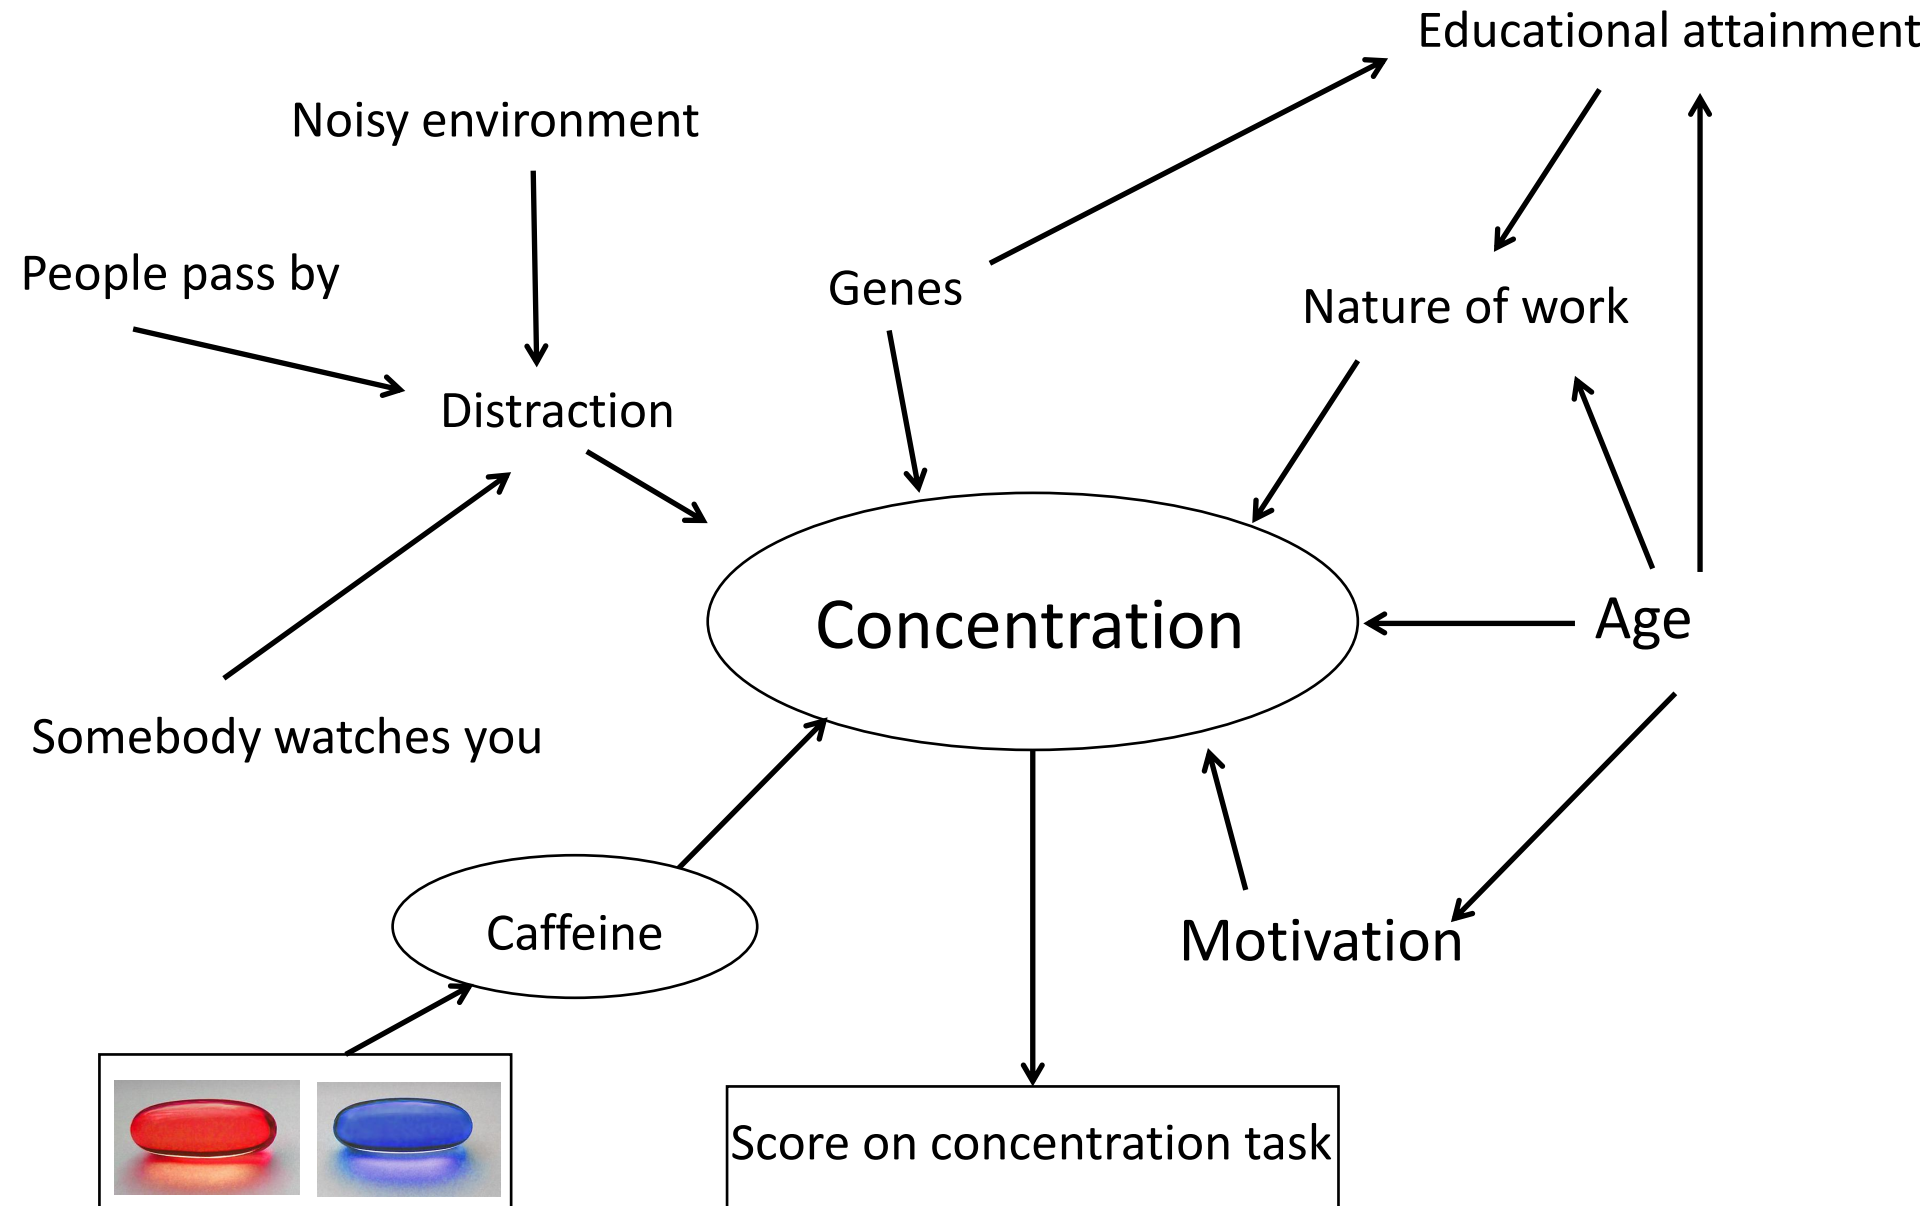 Educational attainment
Noisy environment
People pass by
Genes
Nature of work
Distraction
Concentration
Age
Somebody watches you
Caffeine
Motivation
Score on concentration task